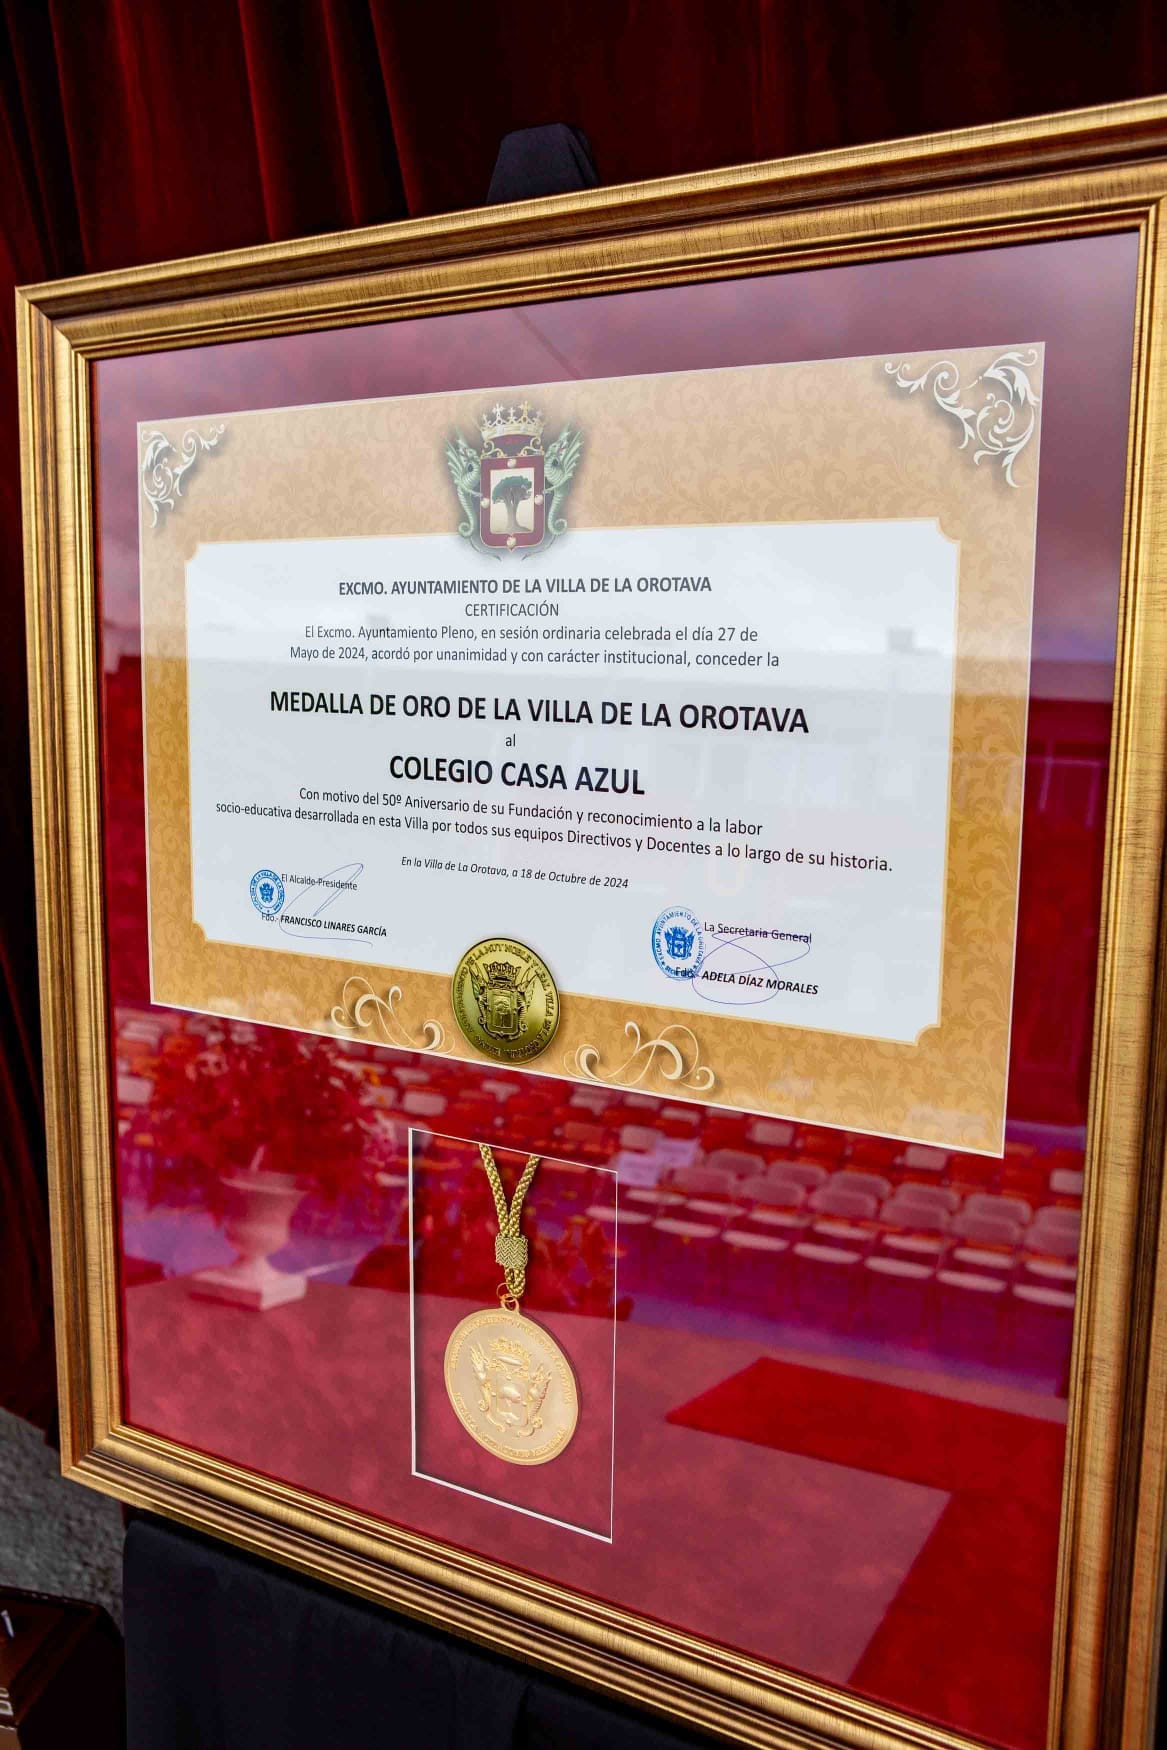 EXCMO. AYUNTAMIENTO DE LA VILLA DE LA OROTAVA
CERTIFICACIÓN
El Excmo. Ayuntamiento Pleno, en sesión ordinaria celebrada el día 27 de
Mayo de 2024, acordó por unanimidad y con carácter institucional, conceder la
MEDALLA DE ORO DE LA VILLA DE LA OROTAVA
al
COLEGIO CASA AZUL
Con motivo del 50º Aniversario de su Fundación y reconocimiento a la labor
socio-educativa desarrollada en esta Villa por todos sus equipos Directivos y Docentes a lo largo de su historia.
En la Villa de La Orotava, a 18 de Octubre de 2024
El Alcalde-Presidente
Fdo.- FRANCISCO LINARES GARCÍA
La Secretaria General
Fdo. ADELA DÍAZ MORALES